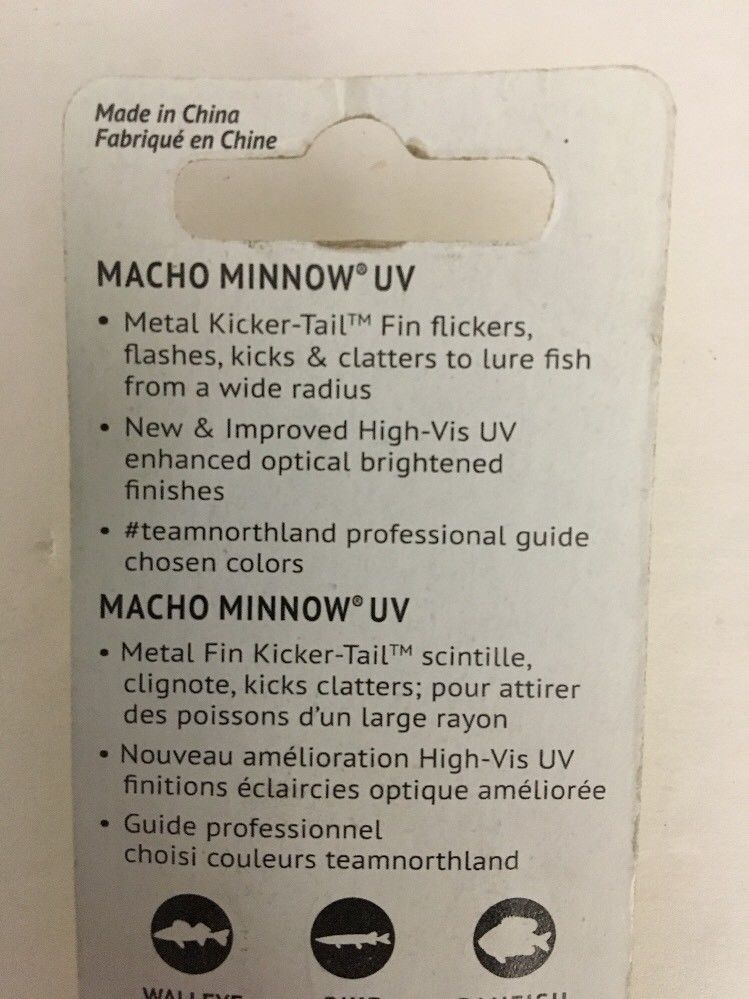 Made in China
Fabriqué en Chine
MACHO MINNOW® UV
• Metal Kicker-Tail™ Fin flickers,
flashes, kicks & clatters to lure fish
from a wide radius
• New & Improved High-Vis UV
enhanced optical brightened
finishes
• #teamnorthland professional guide
chosen colors
MACHO MINNOW® UV
• Metal Fin Kicker-Tail™ scintille,
clignote, kicks clatters; pour attirer
des poissons d'un large rayon
• Nouveau amélioration High-Vis UV
finitions éclaircies optique améliorée
• Guide professionnel
choisi couleurs teamnorthland
WALLEYE